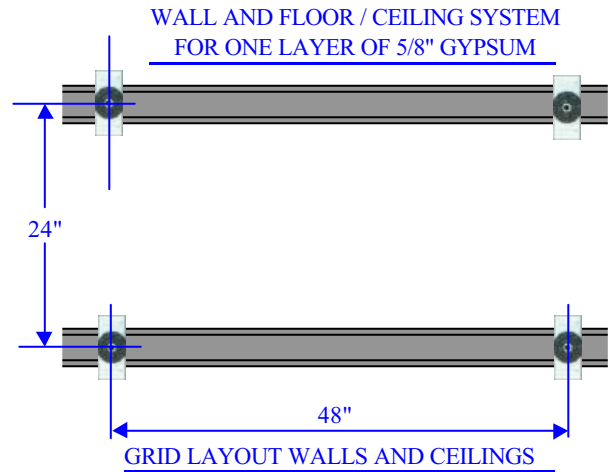 WALL AND FLOOR / CEILING SYSTEM
FOR ONE LAYER OF 5/8" GYPSUM
24"
48"
GRID LAYOUT WALLS AND CEILINGS